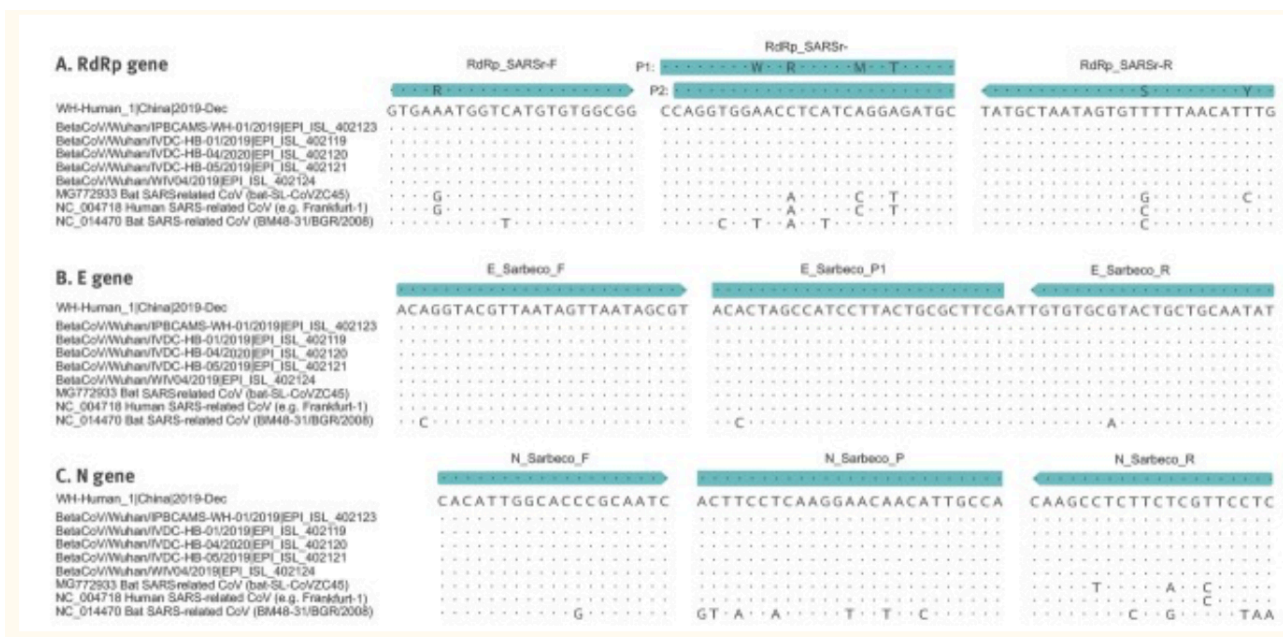 RdRp_SARSr-
A. RdRp gene
RdRp_SARSr-F
P1: W R M T
RdRp_SARSr-R
R
P2:
S Y
WH-Human_1|China|2019-Dec
GTGAAATGGTCATGTGTGGCGG CCAGGTGGAACCTCATCAGGAGATGC TATGCTAATAGTGTTTTTAACATTTG
BetaCoV/Wuhan/IPBCAMS-WH-01/2019|EPI_ISL_402123
BetaCoV/Wuhan/IVDC-HB-01/2019|EPI_ISL_402119
BetaCoV/Wuhan/IVDC-HB-04/2020|EPI_ISL_402120
BetaCoV/Wuhan/IVDC-HB-05/2019|EPI_ISL_402121
BetaCoV/Wuhan/WIV04/2019|EPI_ISL_402124
MG772933 Bat SARS-related CoV (bat-SL-CoVZC45) G A C T G C
NC_004718 Human SARS-related CoV (e.g. Frankfurt-1) G A C T C
NC_014470 Bat SARS-related CoV (BM48-31/BGR/2008) T C T A T C
B. E gene
E_Sarbeco_F E_Sarbeco_P1 E_Sarbeco_R
WH-Human_1|China|2019-Dec
ACAGGTACGTTAATAGTTAATAGCGT ACACTAGCCATCCTTACTGCGCTTCGATTGTGTGCGTACTGCTGCAATAT
BetaCoV/Wuhan/IPBCAMS-WH-01/2019|EPI_ISL_402123
BetaCoV/Wuhan/IVDC-HB-01/2019|EPI_ISL_402119
BetaCoV/Wuhan/IVDC-HB-04/2020|EPI_ISL_402120
BetaCoV/Wuhan/IVDC-HB-05/2019|EPI_ISL_402121
BetaCoV/Wuhan/WIV04/2019|EPI_ISL_402124
MG772933 Bat SARS-related CoV (bat-SL-CoVZC45)
NC_004718 Human SARS-related CoV (e.g. Frankfurt-1)
NC_014470 Bat SARS-related CoV (BM48-31/BGR/2008) C C A
C. N gene
N_Sarbeco_F N_Sarbeco_P N_Sarbeco_R
WH-Human_1|China|2019-Dec
CACATTGGCACCCGCAATC ACTTCCTCAAGGAACAACATTGCCA CAAGCCTCTTCTCGTTCCTC
BetaCoV/Wuhan/IPBCAMS-WH-01/2019|EPI_ISL_402123
BetaCoV/Wuhan/IVDC-HB-01/2019|EPI_ISL_402119
BetaCoV/Wuhan/IVDC-HB-04/2020|EPI_ISL_402120
BetaCoV/Wuhan/IVDC-HB-05/2019|EPI_ISL_402121
BetaCoV/Wuhan/WIV04/2019|EPI_ISL_402124
MG772933 Bat SARS-related CoV (bat-SL-CoVZC45) T A C
NC_004718 Human SARS-related CoV (e.g. Frankfurt-1) C
NC_014470 Bat SARS-related CoV (BM48-31/BGR/2008) G GT A A T T C C G TAA